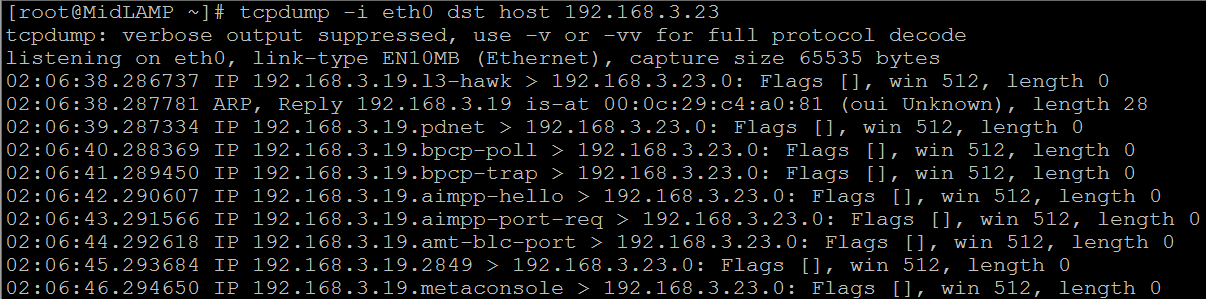 [root@MidLAMP ~]# tcpdump -i eth0 dst host 192.168.3.23
tcpdump: verbose output suppressed, use -v or -vv for full protocol decode
listening on eth0, link-type EN10MB (Ethernet), capture size 65535 bytes
02:06:38.286737 IP 192.168.3.19.l3-hawk > 192.168.3.23.0: Flags [], win 512, length 0
02:06:38.287781 ARP, Reply 192.168.3.19 is-at 00:0c:29:c4:a0:81 (oui Unknown), length 28
02:06:39.287334 IP 192.168.3.19.pdnet > 192.168.3.23.0: Flags [], win 512, length 0
02:06:40.288369 IP 192.168.3.19.bpcp-poll > 192.168.3.23.0: Flags [], win 512, length 0
02:06:41.289450 IP 192.168.3.19.bpcp-trap > 192.168.3.23.0: Flags [], win 512, length 0
02:06:42.290607 IP 192.168.3.19.aimpp-hello > 192.168.3.23.0: Flags [], win 512, length 0
02:06:43.291566 IP 192.168.3.19.aimpp-port-req > 192.168.3.23.0: Flags [], win 512, length 0
02:06:44.292618 IP 192.168.3.19.amt-blc-port > 192.168.3.23.0: Flags [], win 512, length 0
02:06:45.293684 IP 192.168.3.19.2849 > 192.168.3.23.0: Flags [], win 512, length 0
02:06:46.294650 IP 192.168.3.19.metaconsole > 192.168.3.23.0: Flags [], win 512, length 0